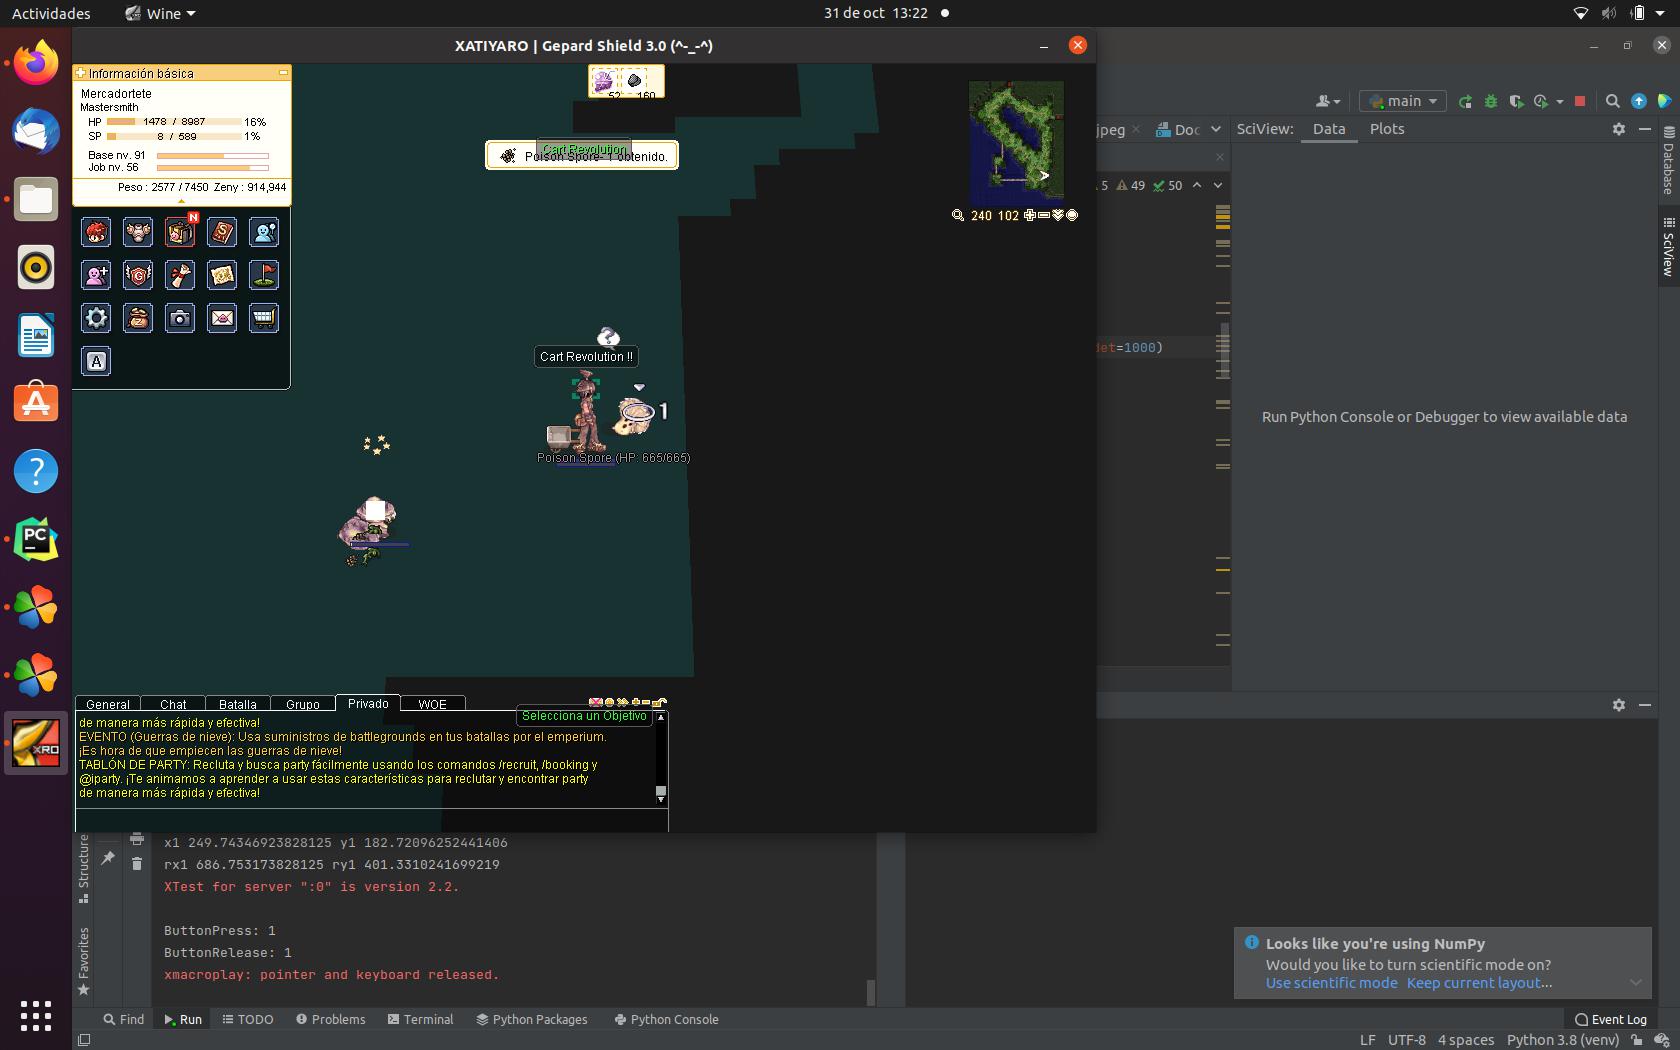 Actividades
Wine
31 de oct 13:22
XATIYARO | Gepard Shield 3.0 (^-_-^)
Información básica
Mercadortete
Mastersmith
HP 1478 / 8987 16%
SP 8 / 589 1%
Base nv. 91
Job nv. 56
Peso : 2577 / 7450 Zeny : 914,944
N
A
52 160
Cart Revolution
Poison Spore- 1 obtenido.
240 102
Cart Revolution !!
1
Poison Spore (HP: 665/665)
General Chat Batalla Grupo Privado WOE
Selecciona un Objetivo
de manera más rápida y efectiva!
EVENTO (Guerras de nieve): Usa suministros de battlegrounds en tus batallas por el emperium.
¡Es hora de que empiecen las guerras de nieve!
TABLÓN DE PARTY: Recluta y busca party fácilmente usando los comandos /recruit, /booking y
@iparty. ¡Te animamos a aprender a usar estas características para reclutar y encontrar party
de manera más rápida y efectiva!
PC
XRO
main
jpeg
Doc
SciView: Data Plots
5 49 50
et=1000)
Run Python Console or Debugger to view available data
Database
SciView
Structure
Favorites
x1 249.74346923828125 y1 182.72096252441406
rx1 686.753173828125 ry1 401.3310241699219
XTest for server ":0" is version 2.2.
ButtonPress: 1
ButtonRelease: 1
xmacroplay: pointer and keyboard released.
Looks like you're using NumPy
Would you like to turn scientific mode on?
Use scientific mode Keep current layout...
Find Run TODO Problems Terminal Python Packages Python Console
Event Log
LF UTF-8 4 spaces Python 3.8 (venv)